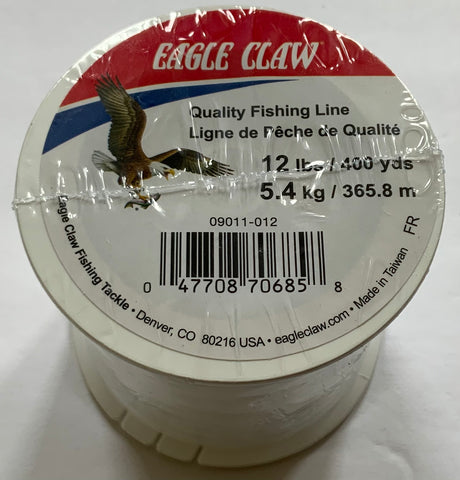 EAGLE CLAW
Quality Fishing Line
Ligne de Pêche de Qualité
12 lbs / 400 yds
5.4 kg / 365.8 m
09011-012
0 47708 70685 8
Eagle Claw Fishing Tackle • Denver, CO 80216 USA • eagleclaw.com • Made in Taiwan FR